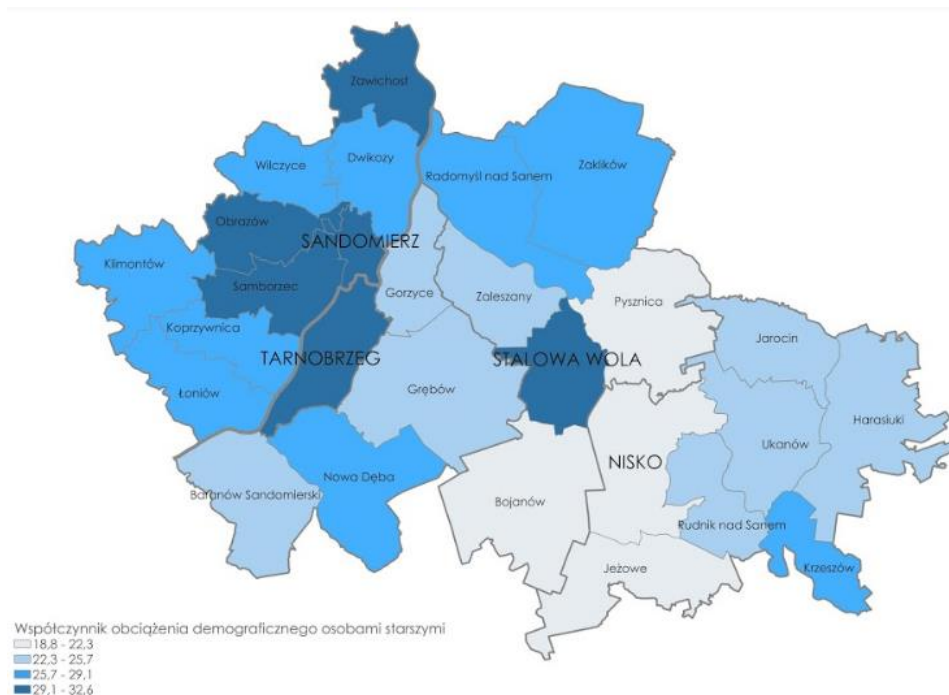 Zawichost
Wilczyce
Dwikozy
Radomyśl nad Sanem
Zaklików
Obrazów
SANDOMIERZ
Klimontów
Samborzec
Gorzyce
Zaleszany
Pysznica
Koprzywnica
TARNOBRZEG
STALOWA WOLA
Jarocin
Łoniów
Grębów
Harasiuki
Ukanów
NISKO
Nowa Dęba
Baranów Sandomierski
Bojanów
Rudnik nad Sanem
Jeżowe
Krzeszów
Współczynnik obciążenia demograficznego osobami starszymi
18,8 - 22,3
22,3 - 25,7
25,7 - 29,1
29,1 - 32,6